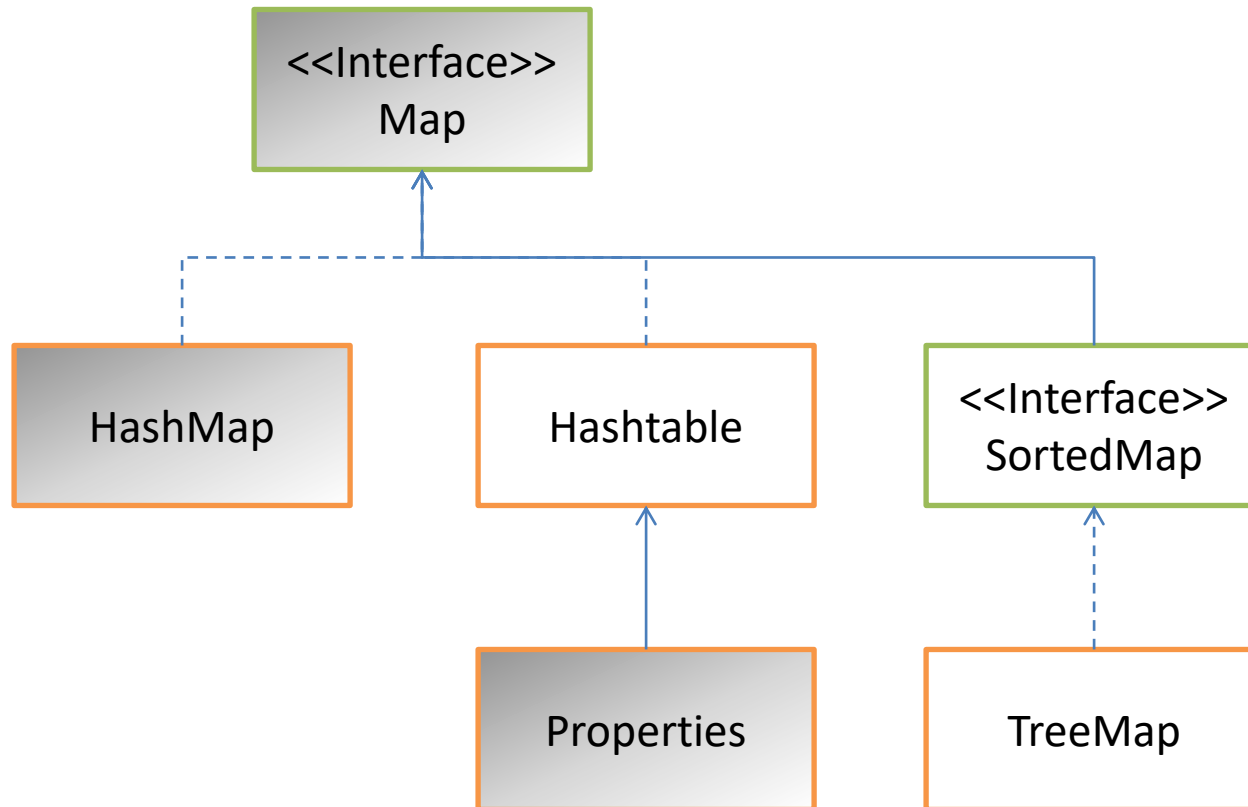 <<Interface>>
Map
HashMap
Hashtable
<<Interface>>
SortedMap
Properties
TreeMap